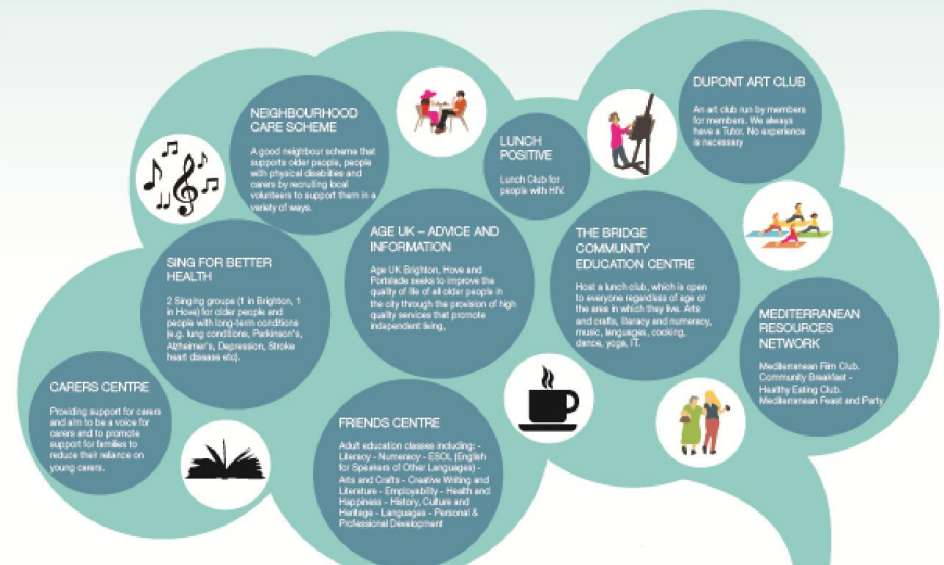 NEIGHBOURHOOD
CARE SCHEME
A good neighbour scheme that
supports older people, people
with physical disabilities and
carers by recruiting local
volunteers to support them in a
variety of ways.
LUNCH
POSITIVE
Lunch Club for
people with HIV.
DUPONT ART CLUB
An art club run by members
for members. We always
have a Tutor. No experience
is necessary
SING FOR BETTER
HEALTH
2 Singing groups (1 in Brighton, 1
in Hove) for older people and
people with long-term conditions
(e.g. lung conditions, Parkinson's,
Alzheimer's, Depression, Stroke
heart disease etc).
AGE UK – ADVICE AND
INFORMATION
Age UK Brighton, Hove and
Portslade seeks to improve the
quality of life of all older people in
the city through the provision of high
quality services that promote
independent living,
THE BRIDGE
COMMUNITY
EDUCATION CENTRE
Host a lunch club, which is open
to everyone regardless of age or
the area in which they live. Arts
and crafts, literacy and numeracy,
music, languages, cooking,
dance, yoga, IT.
MEDITERRANEAN
RESOURCES
NETWORK
Mediterranean Film Club.
Community Breakfast -
Healthy Eating Club.
Mediterranean Feast and Party
CARERS CENTRE
Providing support for carers
and aim to be a voice for
carers and to promote
support for families to
reduce their reliance on
young carers.
FRIENDS CENTRE
Adult education classes including: -
Literacy - Numeracy - ESOL (English
for Speakers of Other Languages) -
Arts and Crafts - Creative Writing and
Literature - Employability - Health and
Happiness - History, Culture and
Heritage - Languages - Personal &
Professional Development